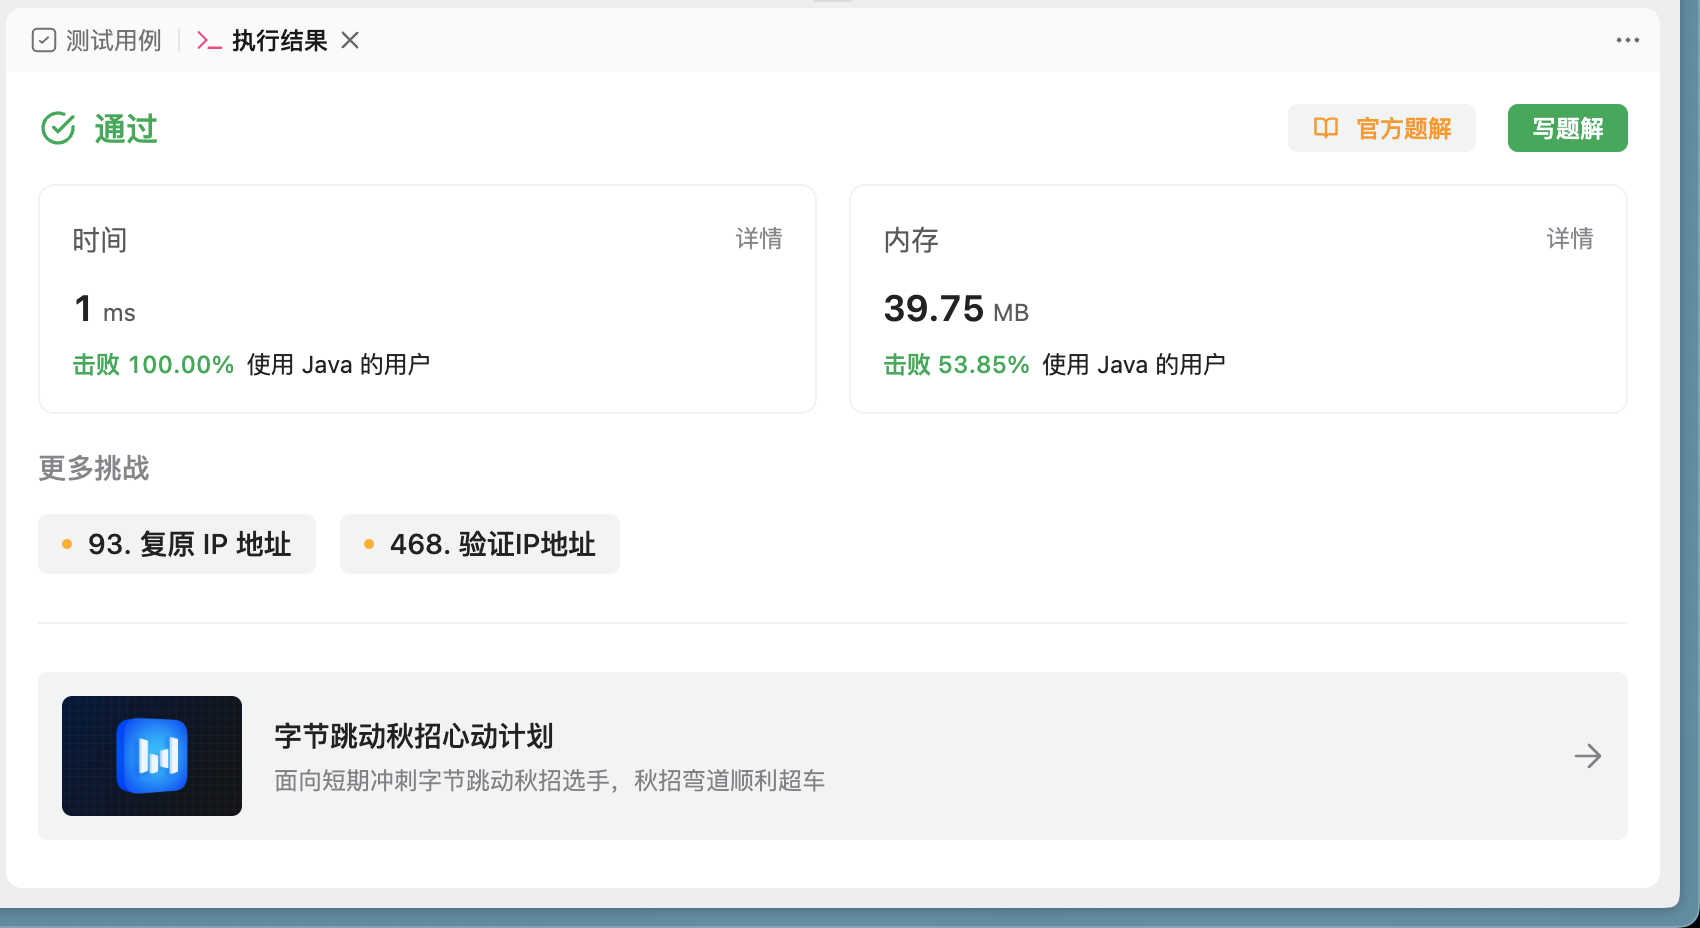 测试用例 执行结果
通过 官方题解 写题解
时间 详情
1 ms
击败 100.00% 使用 Java 的用户
内存 详情
39.75 MB
击败 53.85% 使用 Java 的用户
更多挑战
93. 复原 IP 地址 468. 验证IP地址
字节跳动秋招心动计划
面向短期冲刺字节跳动秋招选手，秋招弯道顺利超车